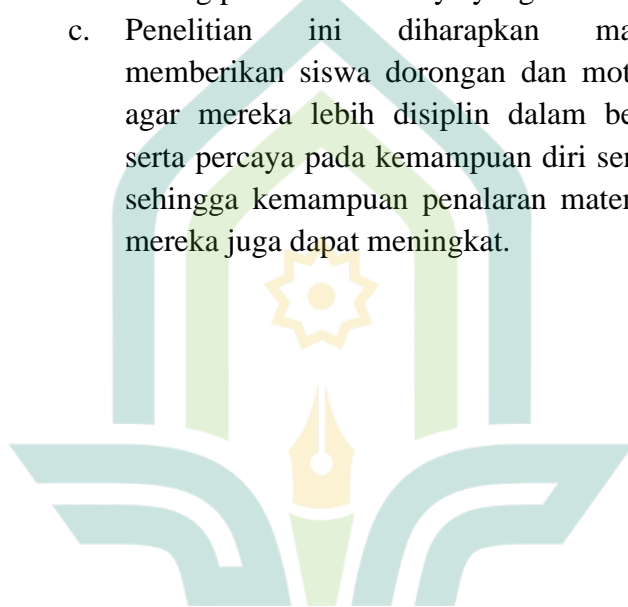 c. Penelitian ini diharapkan
memberikan siswa dorongan dan
agar mereka lebih disiplin dalam
serta percaya pada kemampuan diri
sehingga kemampuan penalaran
mereka juga dapat meningkat.